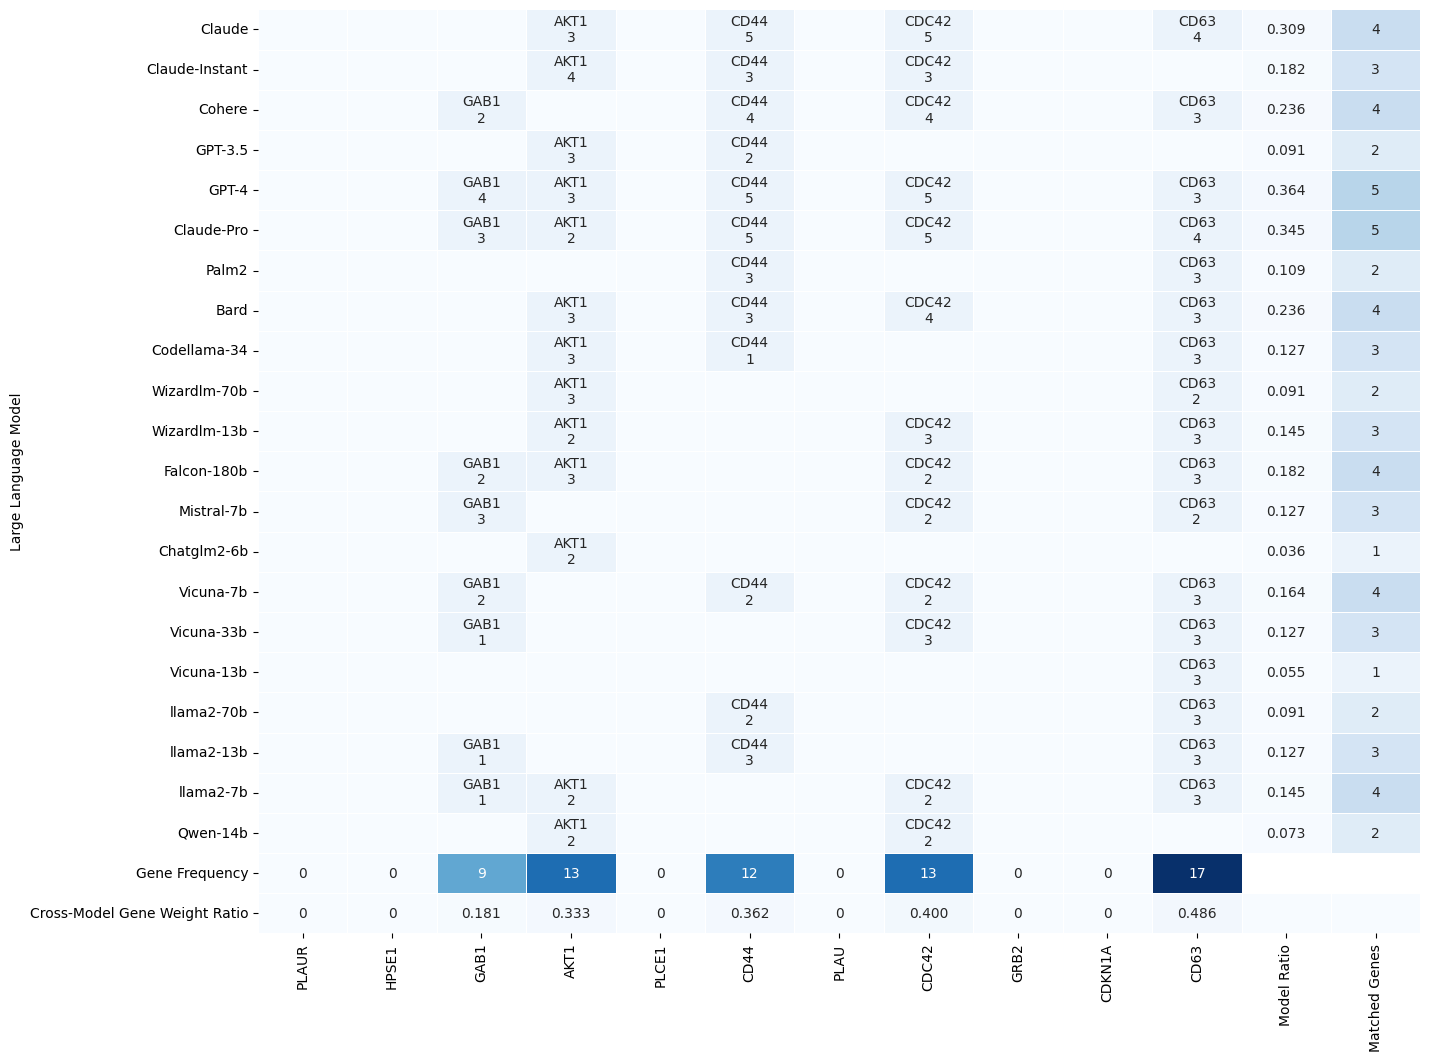 Large Language Model
AKT1 CD44 CDC42 CD63
Claude 0.309 4
3 5 5 4
AKT1 CD44 CDC42
Claude-Instant 0.182 3
4 3 3
GAB1 CD44 CDC42 CD63
Cohere 0.236 4
2 4 4 3
AKT1 CD44
GPT-3.5 0.091 2
3 2
GAB1 AKT1 CD44 CDC42 CD63
GPT-4 0.364 5
4 3 5 5 3
GAB1 AKT1 CD44 CDC42 CD63
Claude-Pro 0.345 5
3 2 5 5 4
CD44 CD63
Palm2 0.109 2
3 3
AKT1 CD44 CDC42 CD63
Bard 0.236 4
3 3 4 3
AKT1 CD44 CD63
Codellama-34 0.127 3
3 1 3
AKT1 CD63
Wizardlm-70b 0.091 2
3 2
AKT1 CDC42 CD63
Wizardlm-13b 0.145 3
2 3 3
GAB1 AKT1 CDC42 CD63
Falcon-180b 0.182 4
2 3 2 3
GAB1 CDC42 CD63
Mistral-7b 0.127 3
3 2 2
AKT1
Chatglm2-6b 0.036 1
2
GAB1 CD44 CDC42 CD63
Vicuna-7b 0.164 4
2 2 2 3
GAB1 CDC42 CD63
Vicuna-33b 0.127 3
1 3 3
CD63
Vicuna-13b 0.055 1
3
CD44 CD63
llama2-70b 0.091 2
2 3
GAB1 CD44 CD63
llama2-13b 0.127 3
1 3 3
GAB1 AKT1 CDC42 CD63
llama2-7b 0.145 4
1 2 2 3
AKT1 CDC42
Qwen-14b 0.073 2
2 2
Gene Frequency 0 0 9 13 0 12 0 13 0 0 17
Cross-Model Gene Weight Ratio 0 0 0.181 0.333 0 0.362 0 0.400 0 0 0.486
PLAUR
HPSE1
GAB1
AKT1
PLCE1
CD44
PLAU
CDC42
GRB2
CDKN1A
CD63
Model Ratio
Matched Genes